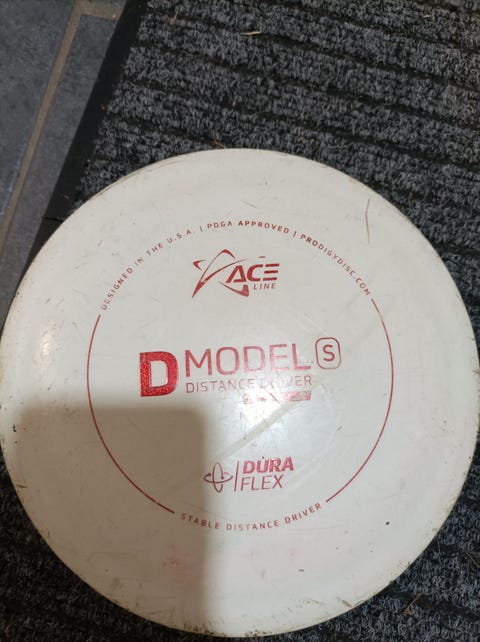 DESIGNED IN THE U.S.A. | PDGA APPROVED | PRODIGYDISC.COM
ACE
LINE
D MODEL S
DISTANCE DRIVER
DURA
FLEX
STABLE DISTANCE DRIVER